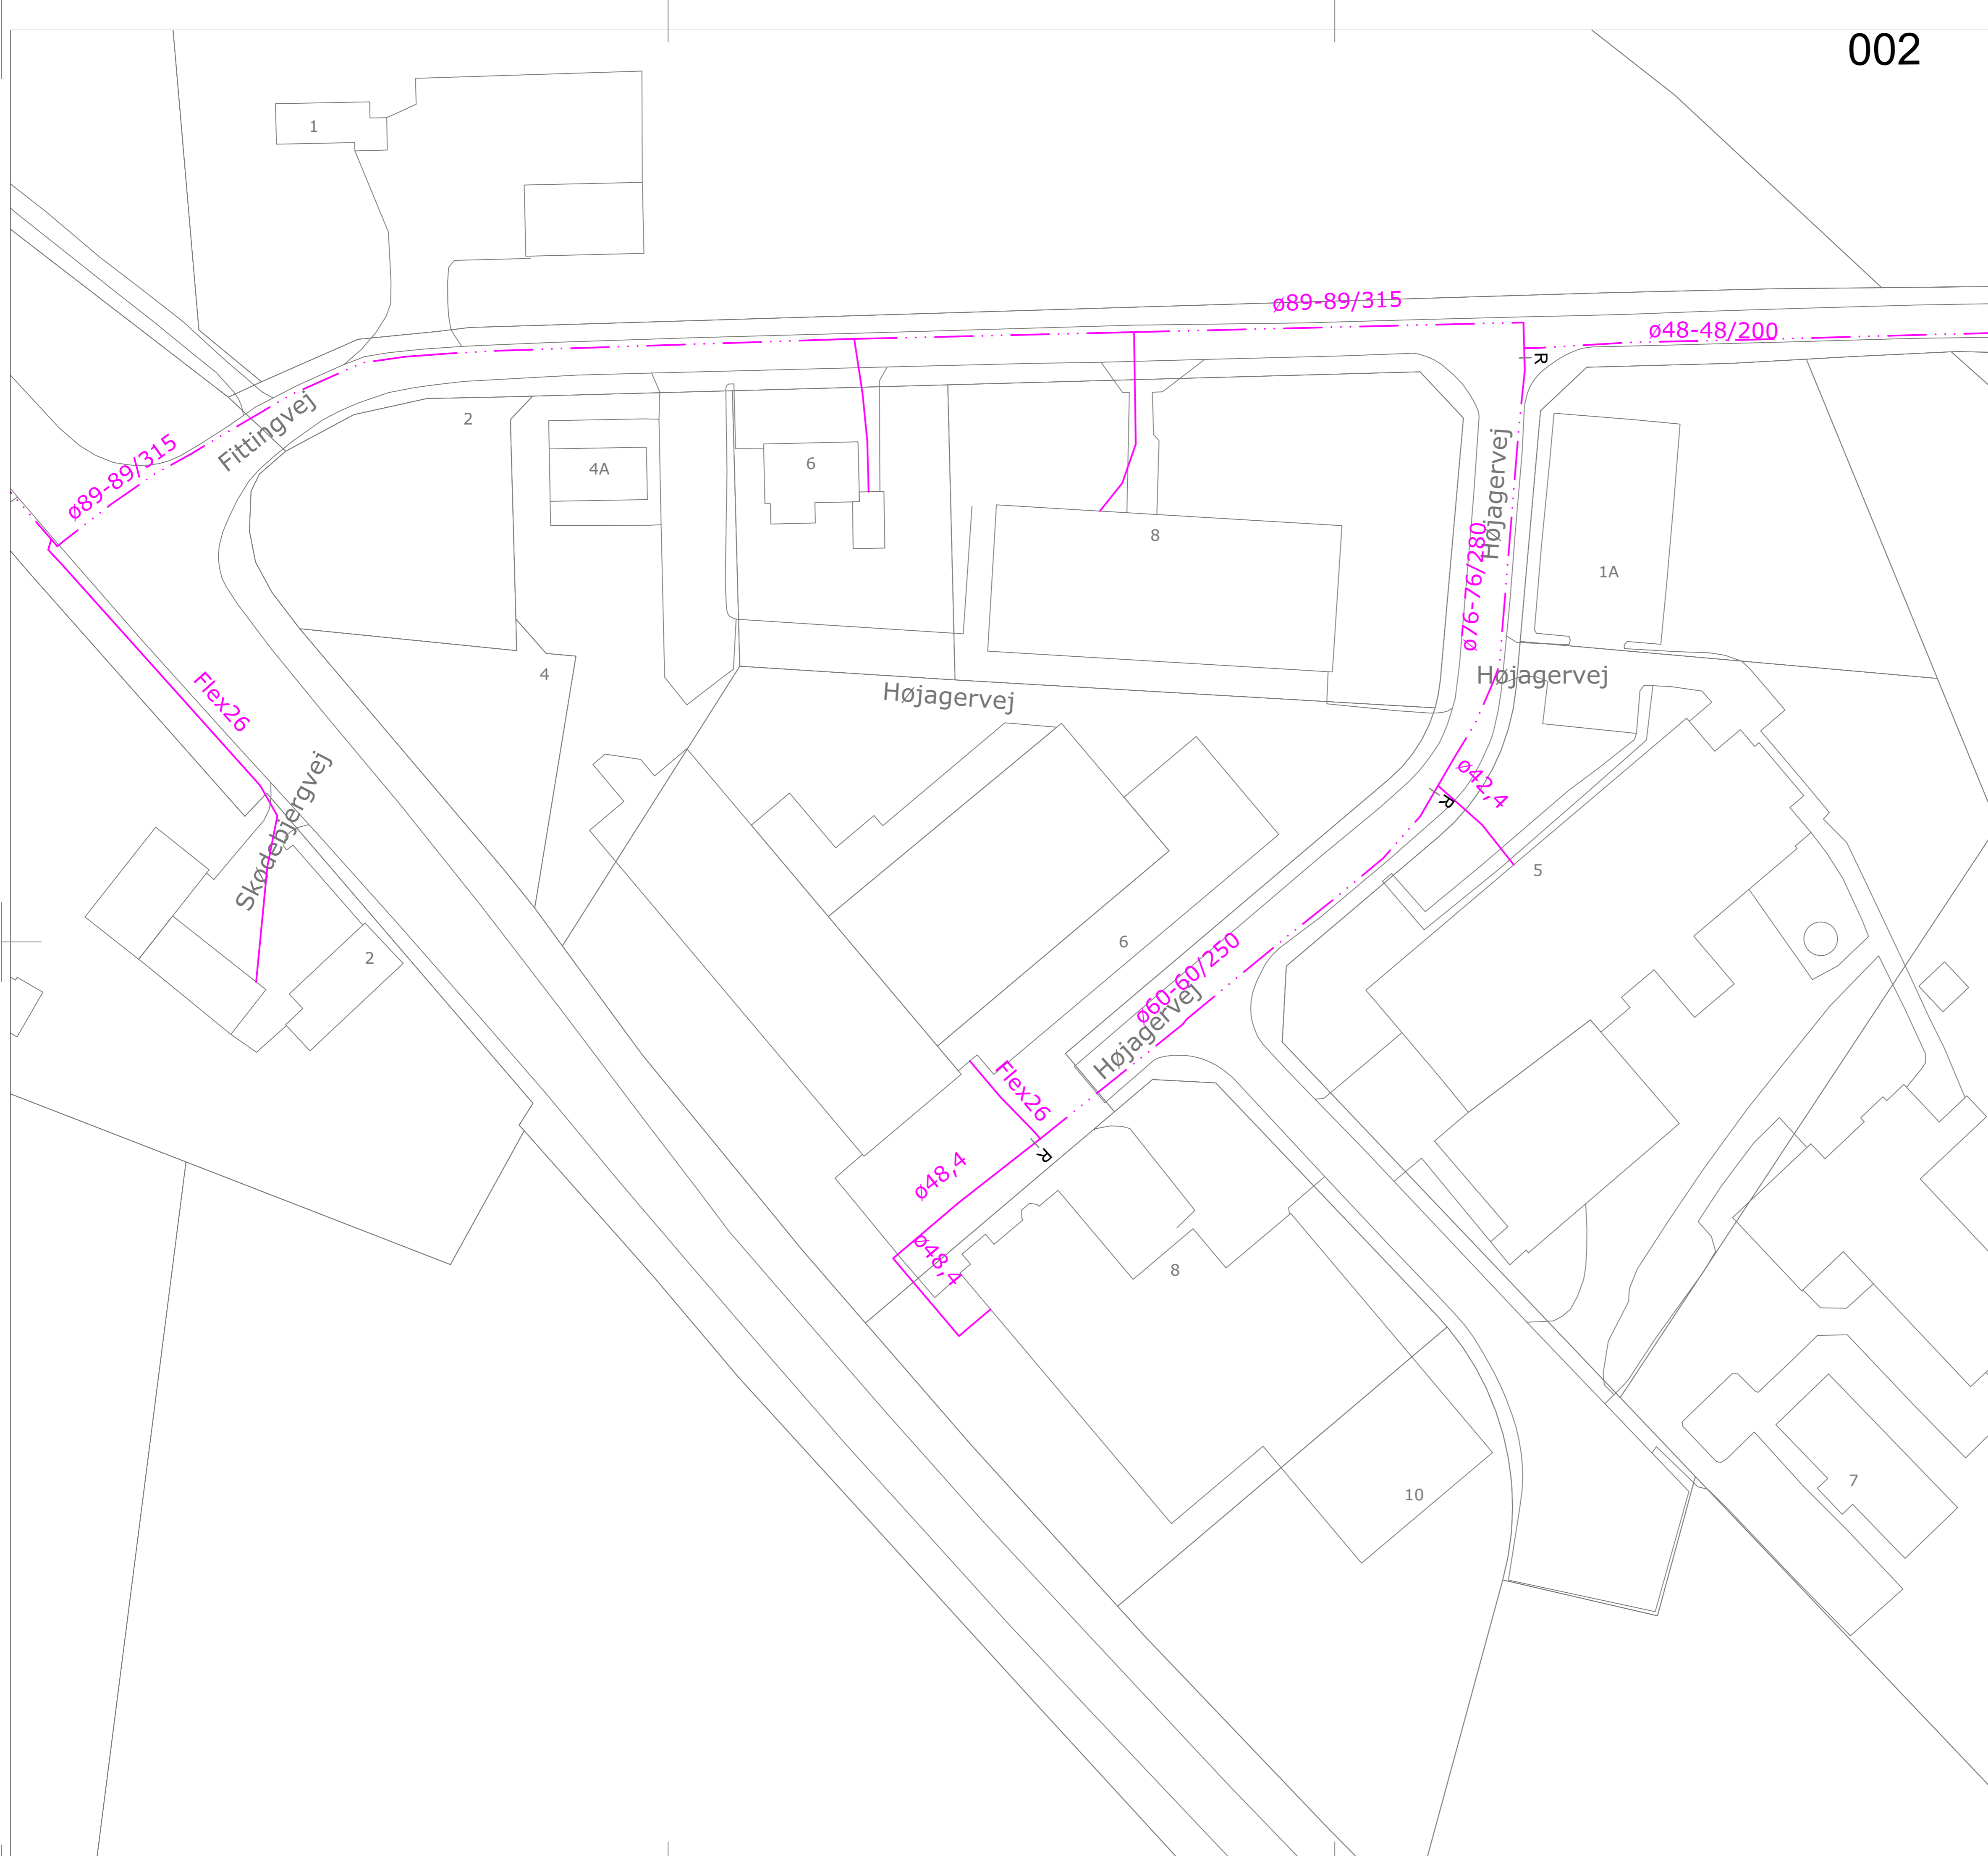 002
1
ø89-89/315
ø48-48/200
R
Fittingvej
2
4A
6
8
Højagervej
ø89-89/315
1A
ø76-76/280
Højagervej
4
Højagervej
Flex26
ø42,4
R
Skødebjergvej
5
6
2
ø60-60/250
Højagervej
Flex26
R
ø48,4
ø48,4
8
7
10